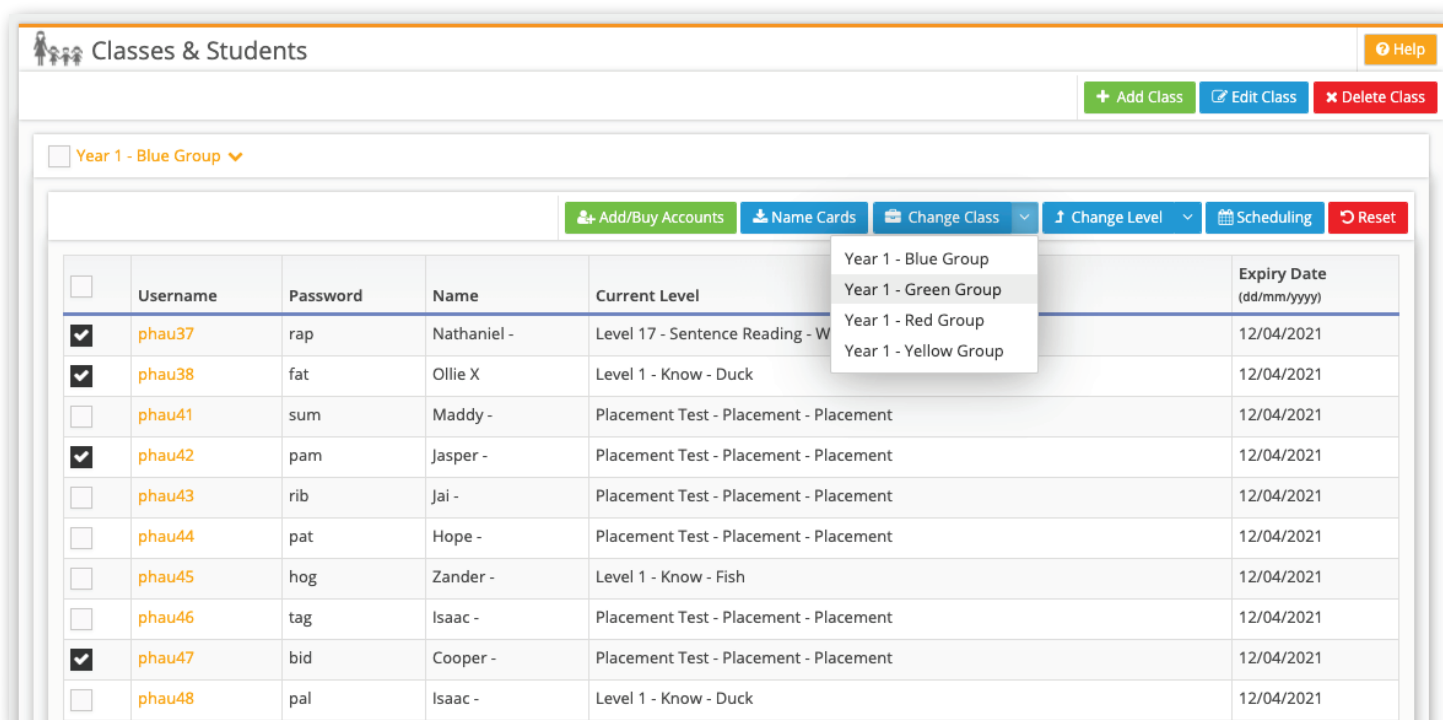 Classes & Students
Help
Add Class Edit Class Delete Class
Year 1 - Blue Group
Add/Buy Accounts Name Cards Change Class Change Level Scheduling Reset
Year 1 - Blue Group
Year 1 - Green Group
Year 1 - Red Group
Year 1 - Yellow Group
Username Password Name Current Level Expiry Date
(dd/mm/yyyy)
phau37 rap Nathaniel - Level 17 - Sentence Reading - W 12/04/2021
phau38 fat Ollie X Level 1 - Know - Duck 12/04/2021
phau41 sum Maddy - Placement Test - Placement - Placement 12/04/2021
phau42 pam Jasper - Placement Test - Placement - Placement 12/04/2021
phau43 rib Jai - Placement Test - Placement - Placement 12/04/2021
phau44 pat Hope - Placement Test - Placement - Placement 12/04/2021
phau45 hog Zander - Level 1 - Know - Fish 12/04/2021
phau46 tag Isaac - Placement Test - Placement - Placement 12/04/2021
phau47 bid Cooper - Placement Test - Placement - Placement 12/04/2021
phau48 pal Isaac - Level 1 - Know - Duck 12/04/2021